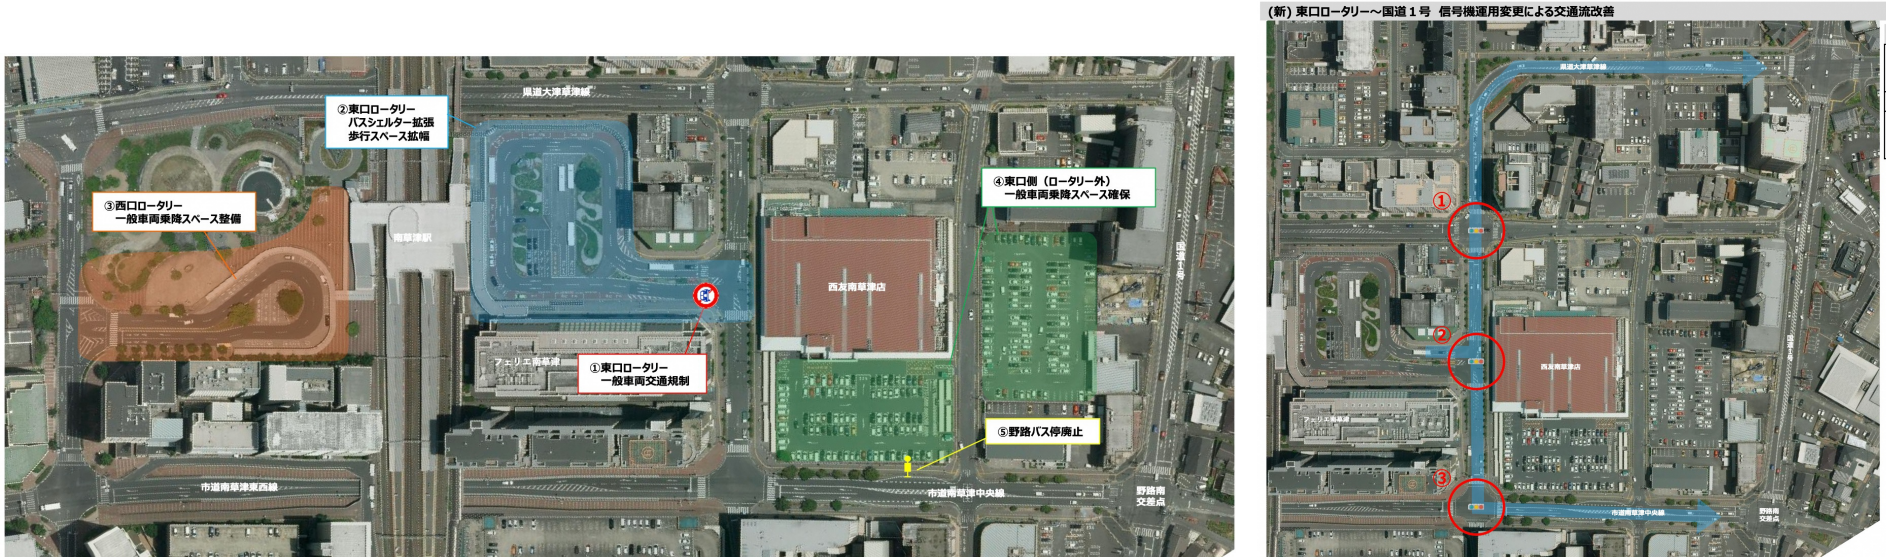 (新) 東口ロータリー～国道１号 信号機運用変更による交通流改善
県道大津草津線
②東口ロータリー
バスシェルター拡張
歩行スペース拡幅
④東口側（ロータリー外）
一般車両乗降スペース確保
③西口ロータリー
一般車両乗降スペース整備
南草津駅
国道1号
西友南草津店
フェリエ南草津
①東口ロータリー
一般車両交通規制
⑤野路バス停廃止
市道南草津東西線
市道南草津中央線
野路南
交差点
県道大津草津線
①
②
国道1号
西友南草津店
フェリエ南草津
③
市道南草津中央線
野路南
交差点